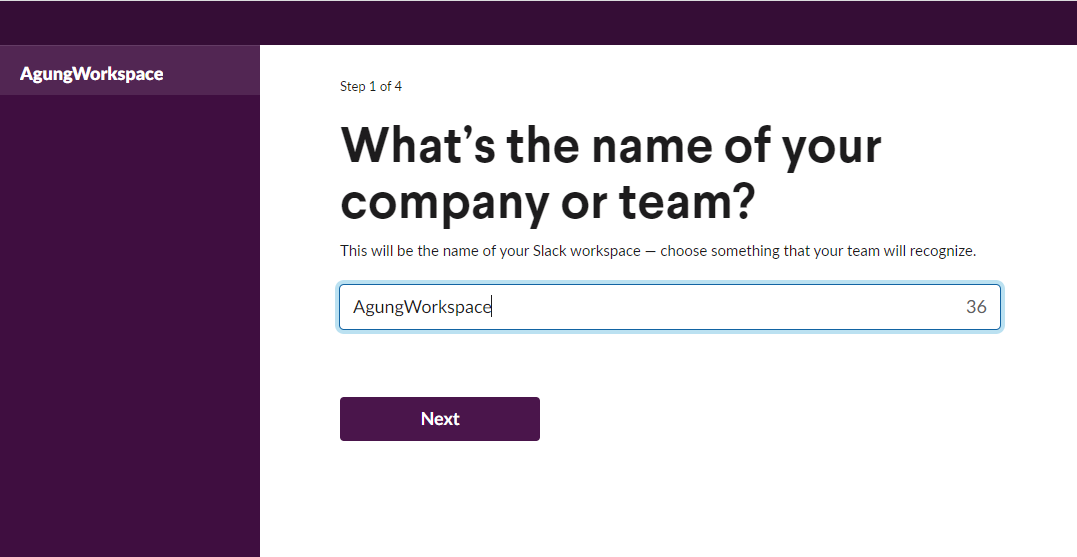 AgungWorkspace
Step 1 of 4
What’s the name of your
company or team?
This will be the name of your Slack workspace — choose something that your team will recognize.
AgungWorkspace 36
Next